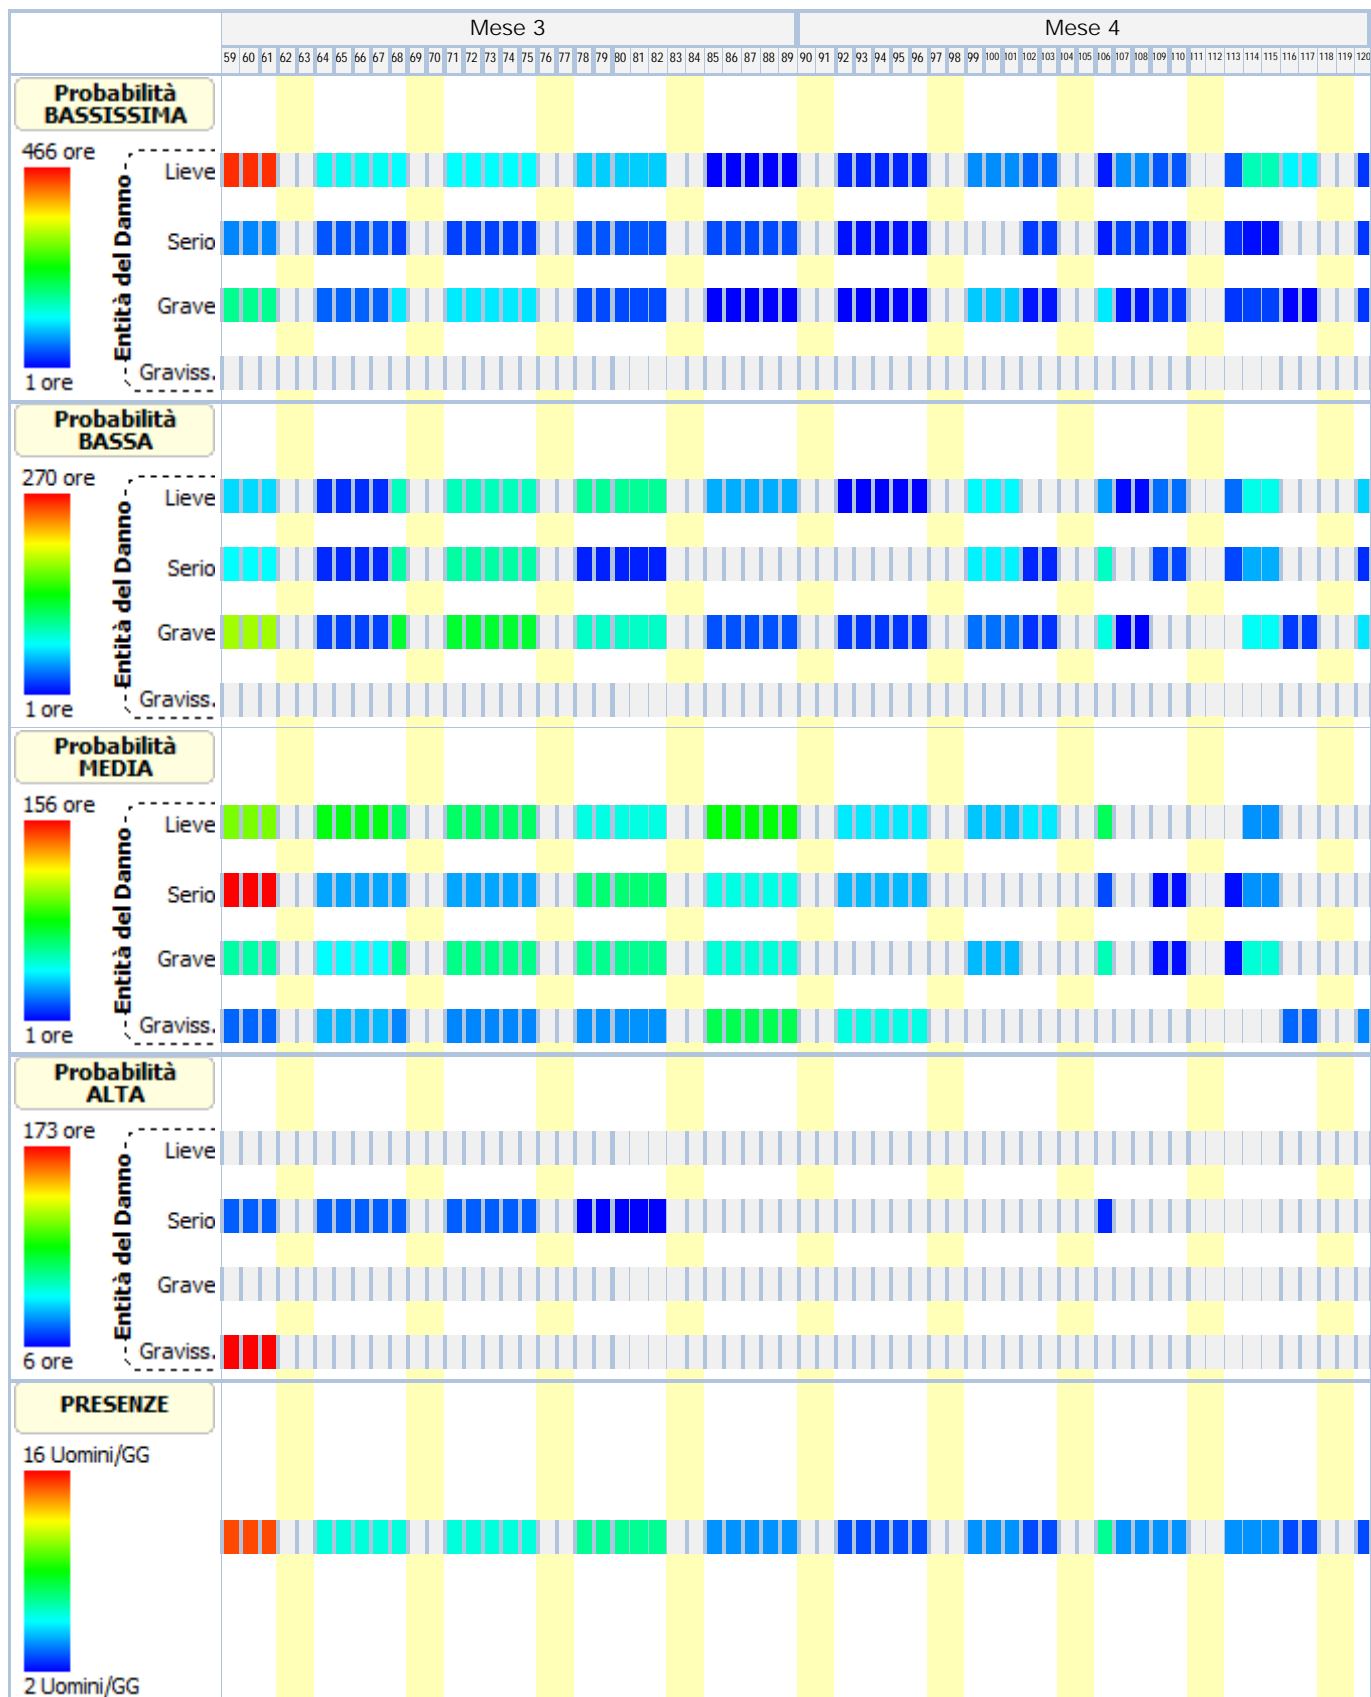 Mese 3 Mese 4
59 60 61 62 63 64 65 66 67 68 69 70 71 72 73 74 75 76 77 78 79 80 81 82 83 84 85 86 87 88 89 90 91 92 93 94 95 96 97 98 99 100 101 102 103 104 105 106 107 108 109 110 111 112 113 114 115 116 117 118 119 120
Probabilità
BASSISSIMA
466 ore
Entità del Danno
Lieve
Serio
Grave
Graviss.
1 ore
Probabilità
BASSA
270 ore
Entità del Danno
Lieve
Serio
Grave
Graviss.
1 ore
Probabilità
MEDIA
156 ore
Entità del Danno
Lieve
Serio
Grave
Graviss.
1 ore
Probabilità
ALTA
173 ore
Entità del Danno
Lieve
Serio
Grave
Graviss.
6 ore
PRESENZE
16 Uomini/GG
2 Uomini/GG